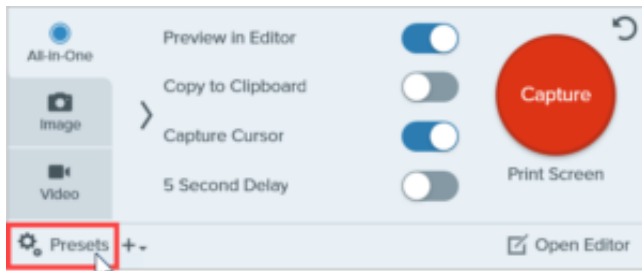 All-in-One
Image
Video
Preview in Editor
Copy to Clipboard
Capture Cursor
5 Second Delay
Capture
Print Screen
Presets
Open Editor